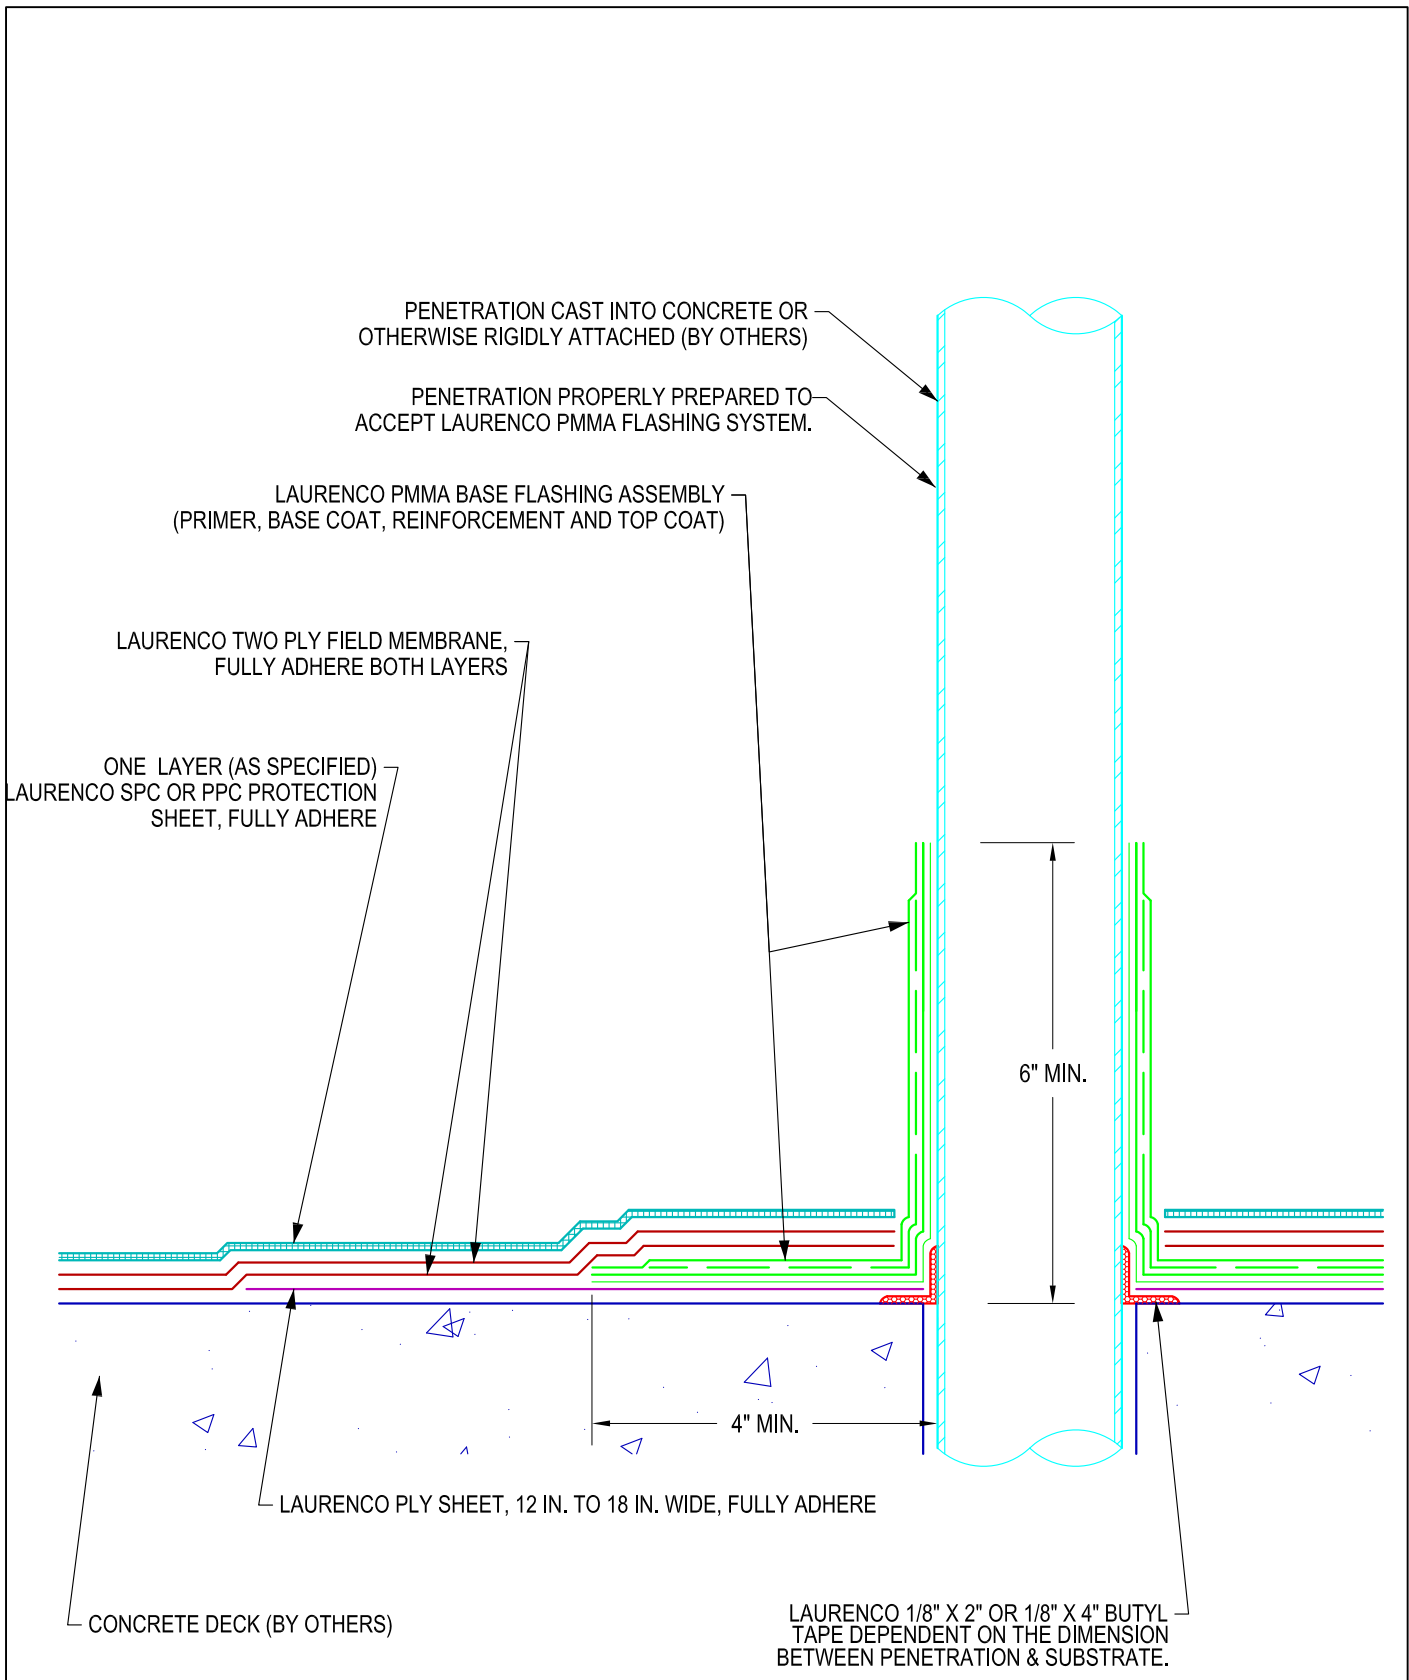 PENETRATION CAST INTO CONCRETE OR
OTHERWISE RIGIDLY ATTACHED (BY OTHERS)
PENETRATION PROPERLY PREPARED TO
ACCEPT LAURENCO PMMA FLASHING SYSTEM.
LAURENCO PMMA BASE FLASHING ASSEMBLY
(PRIMER, BASE COAT, REINFORCEMENT AND TOP COAT)
LAURENCO TWO PLY FIELD MEMBRANE,
FULLY ADHERE BOTH LAYERS
ONE LAYER (AS SPECIFIED)
LAURENCO SPC OR PPC PROTECTION
SHEET, FULLY ADHERE
6" MIN.
4" MIN.
LAURENCO PLY SHEET, 12 IN. TO 18 IN. WIDE, FULLY ADHERE
CONCRETE DECK (BY OTHERS)
LAURENCO 1/8" X 2" OR 1/8" X 4" BUTYL
TAPE DEPENDENT ON THE DIMENSION
BETWEEN PENETRATION & SUBSTRATE.